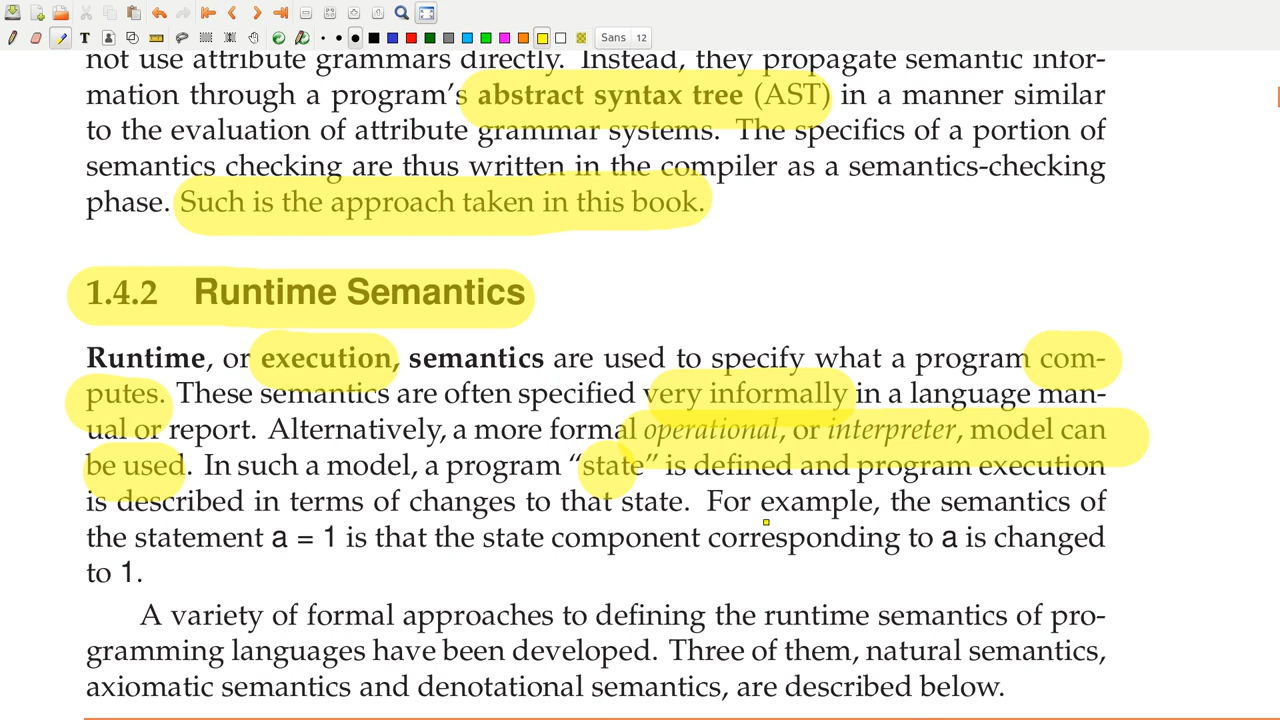 Sans 12
not use attribute grammars directly. Instead, they propagate semantic infor-
mation through a program's abstract syntax tree (AST) in a manner similar
to the evaluation of attribute grammar systems. The specifics of a portion of
semantics checking are thus written in the compiler as a semantics-checking
phase. Such is the approach taken in this book.
1.4.2 Runtime Semantics
Runtime, or execution, semantics are used to specify what a program com-
putes. These semantics are often specified very informally in a language man-
ual or report. Alternatively, a more formal operational, or interpreter, model can
be used. In such a model, a program “state” is defined and program execution
is described in terms of changes to that state. For example, the semantics of
the statement a = 1 is that the state component corresponding to a is changed
to 1.
A variety of formal approaches to defining the runtime semantics of pro-
gramming languages have been developed. Three of them, natural semantics,
axiomatic semantics and denotational semantics, are described below.